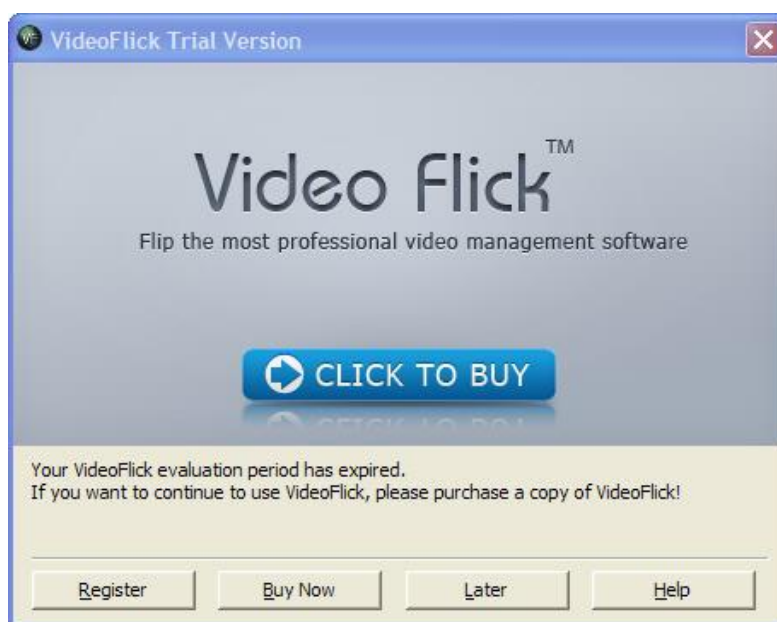 VF VideoFlick Trial Version
Video Flick™
Flip the most professional video management software
CLICK TO BUY
Your VideoFlick evaluation period has expired.
If you want to continue to use VideoFlick, please purchase a copy of VideoFlick!
Register Buy Now Later Help